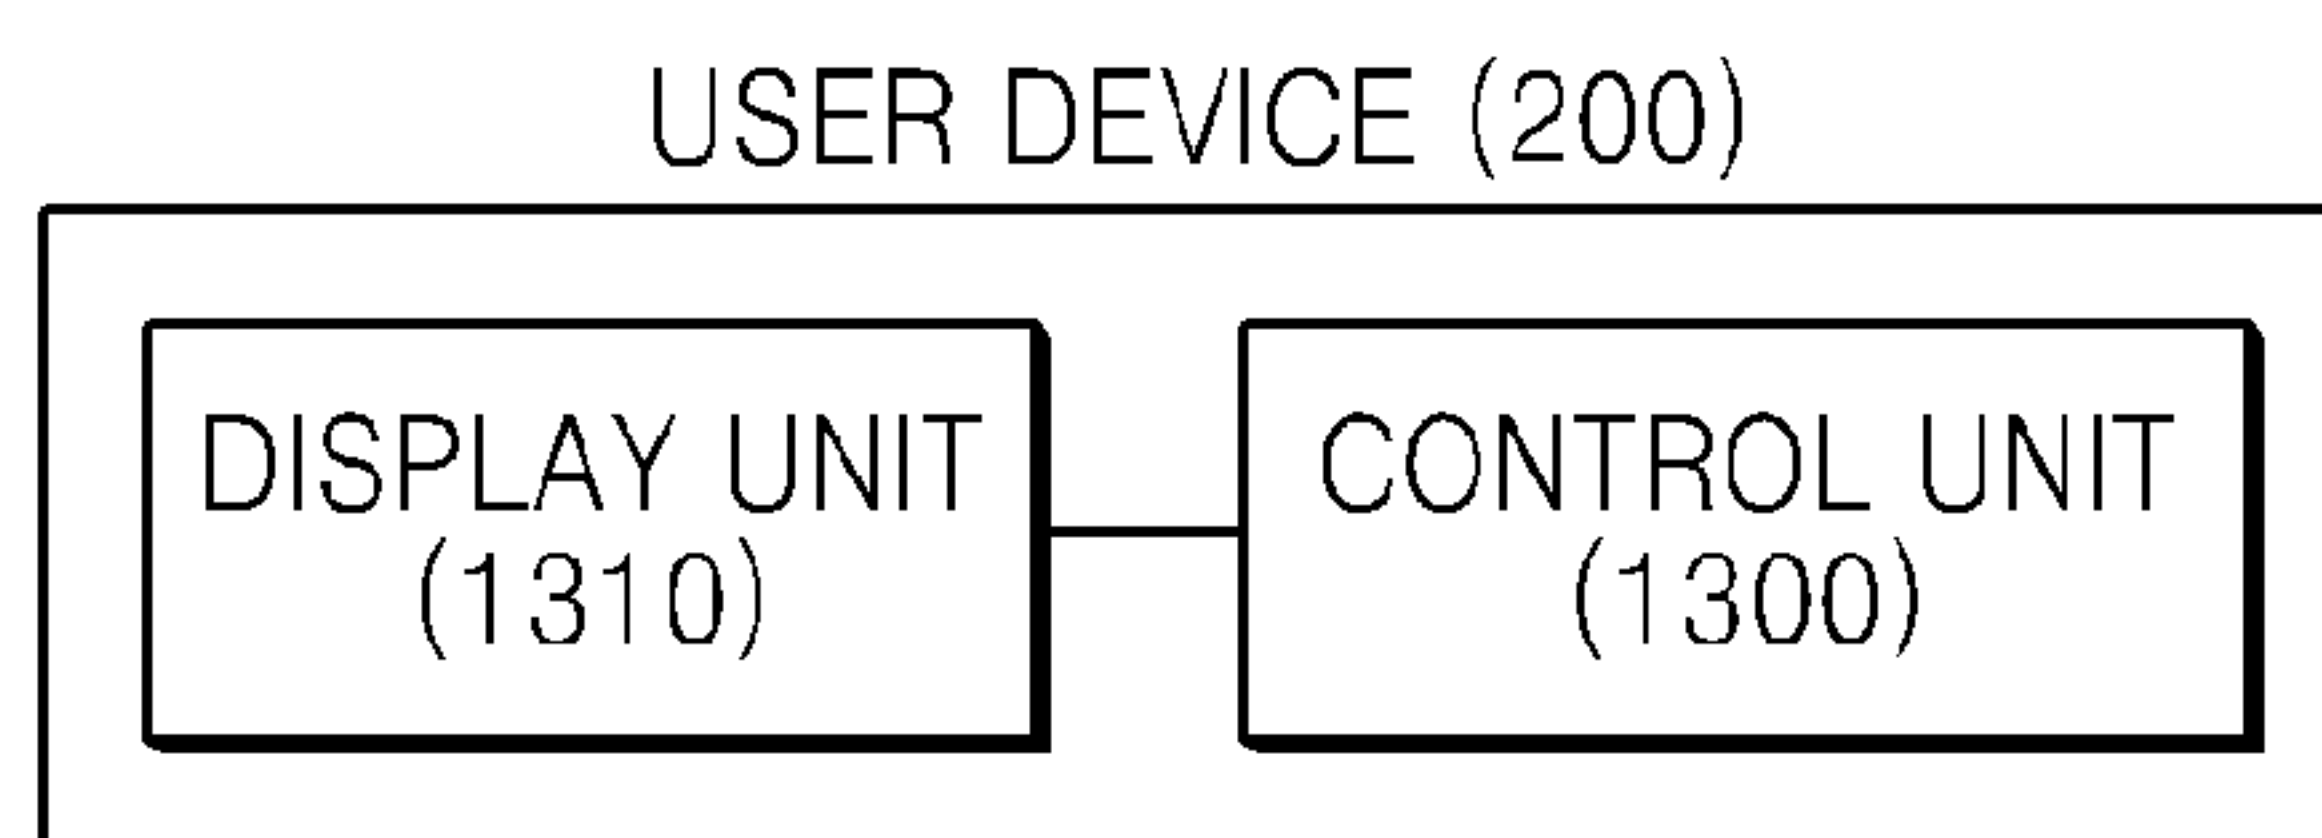 USER DEVICE (200)
DISPLAY UNIT
(1310)
CONTROL UNIT
(1300)